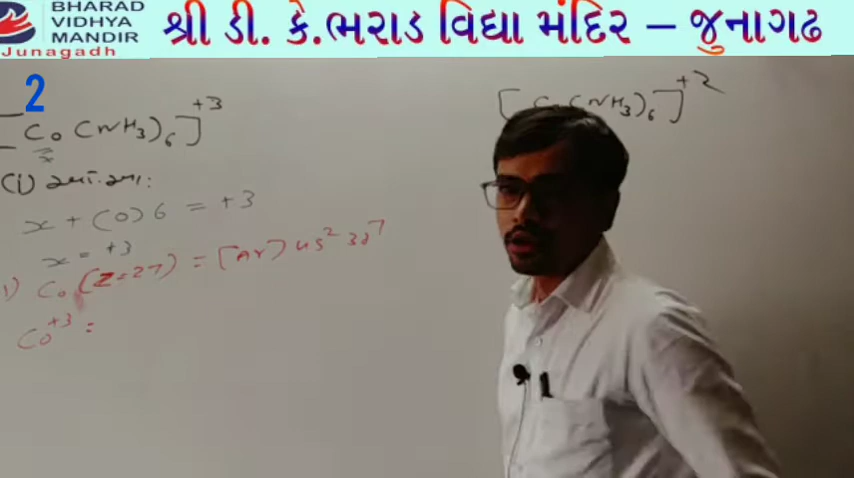 BHARAD
VIDHYA
MANDIR
Junagadh
શ્રી ડી. કે.ભરાડ વિદ્યા મંદિર – જુનાગઢ
2
[Co(NH3)6]+3
x
(i) ઓ.આ:
x + (0)6 = +3
x = +3
1) Co (Z=27) = [Ar] 4s² 3d⁷
Co+3 =
[Co(NH3)6]+2